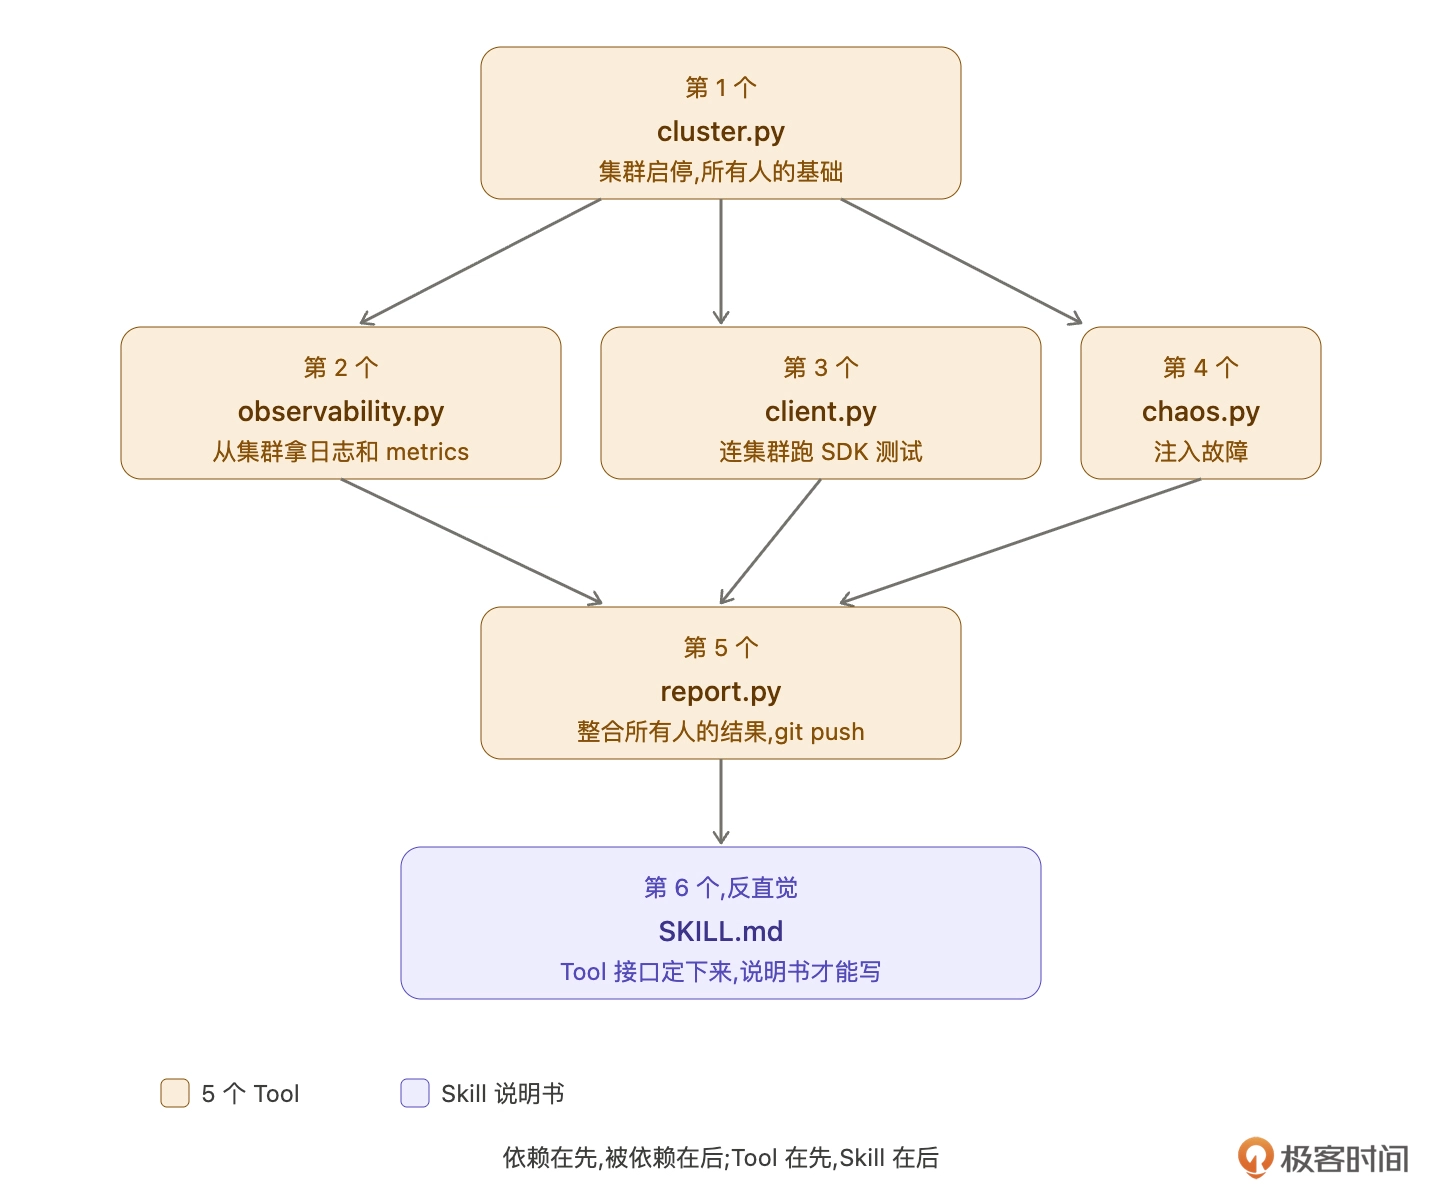 第 1 个
cluster.py
集群启停,所有人的基础
第 2 个
observability.py
从集群拿日志和 metrics
第 3 个
client.py
连集群跑 SDK 测试
第 4 个
chaos.py
注入故障
第 5 个
report.py
整合所有人的结果,git push
第 6 个,反直觉
SKILL.md
Tool 接口定下来,说明书才能写
5 个 Tool
Skill 说明书
依赖在先,被依赖在后;Tool 在先,Skill 在后
极客时间